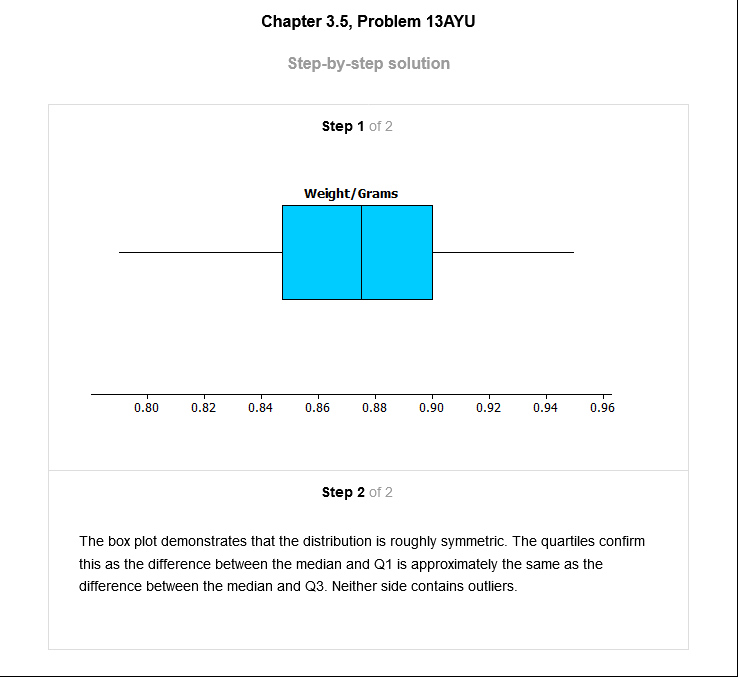 Chapter 3.5, Problem 13AYU
Step-by-step solution
Step 1 of 2
Weight/Grams
0.80 0.82 0.84 0.86 0.88 0.90 0.92 0.94 0.96
Step 2 of 2
The box plot demonstrates that the distribution is roughly symmetric. The quartiles confirm
this as the difference between the median and Q1 is approximately the same as the
difference between the median and Q3. Neither side contains outliers.